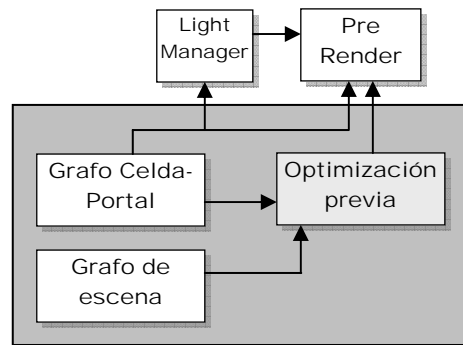 Light
Manager
Pre
Render
Grafo Celda-
Portal
Optimización
previa
Grafo de
escena